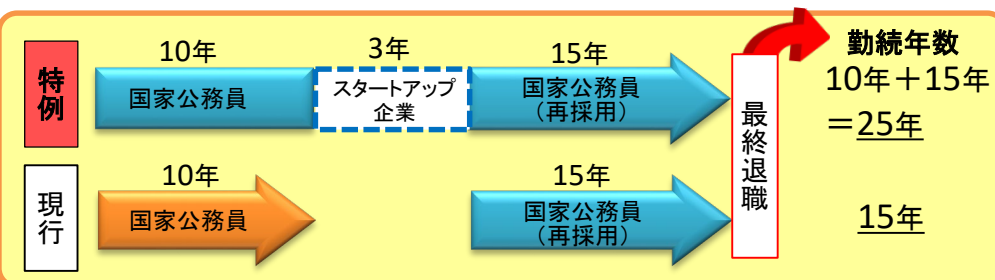 特例
10年
国家公務員
3年
スタートアップ
企業
15年
国家公務員
(再採用)
最終退職
勤続年数
10年+15年
=25年
現行
10年
国家公務員
15年
国家公務員
(再採用)
15年